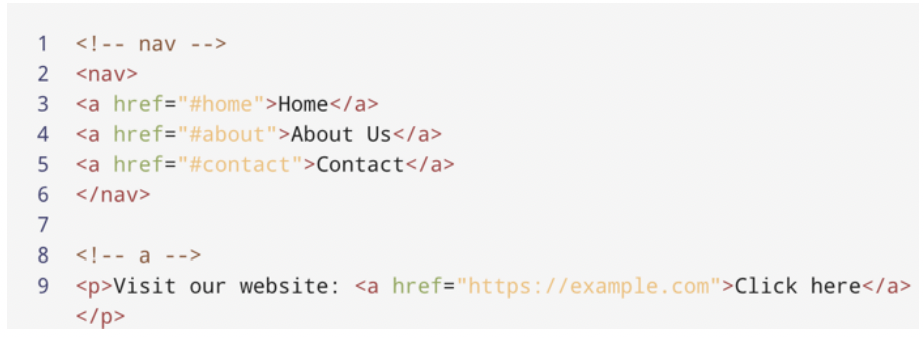 1 <!-- nav -->
2 <nav>
3 <a href="#home">Home</a>
4 <a href="#about">About Us</a>
5 <a href="#contact">Contact</a>
6 </nav>
7
8 <!-- a -->
9 <p>Visit our website: <a href="https://example.com">Click here</a>
</p>